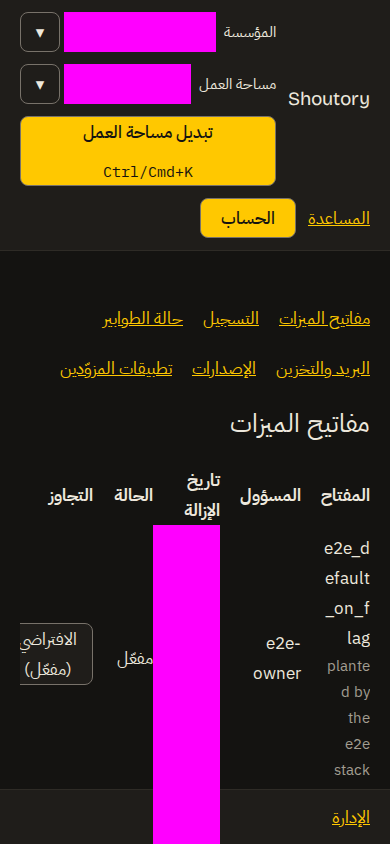 Shoutory
المؤسسة
▼
مساحة العمل
▼
تبديل مساحة العمل
Ctrl/Cmd+K
المساعدة
الحساب
مفاتيح الميزات
التسجيل
حالة الطوابير
البريد والتخزين
الإصدارات
تطبيقات المزوّدين
مفاتيح الميزات
المفتاح
المسؤول
تاريخ
الإزالة
الحالة
التجاوز
e2e_d
efault
_on_f
lag
plante
d by
the
e2e
stack
e2e-
owner
مفعّل
الافتراضي
(مفعّل)
الإدارة